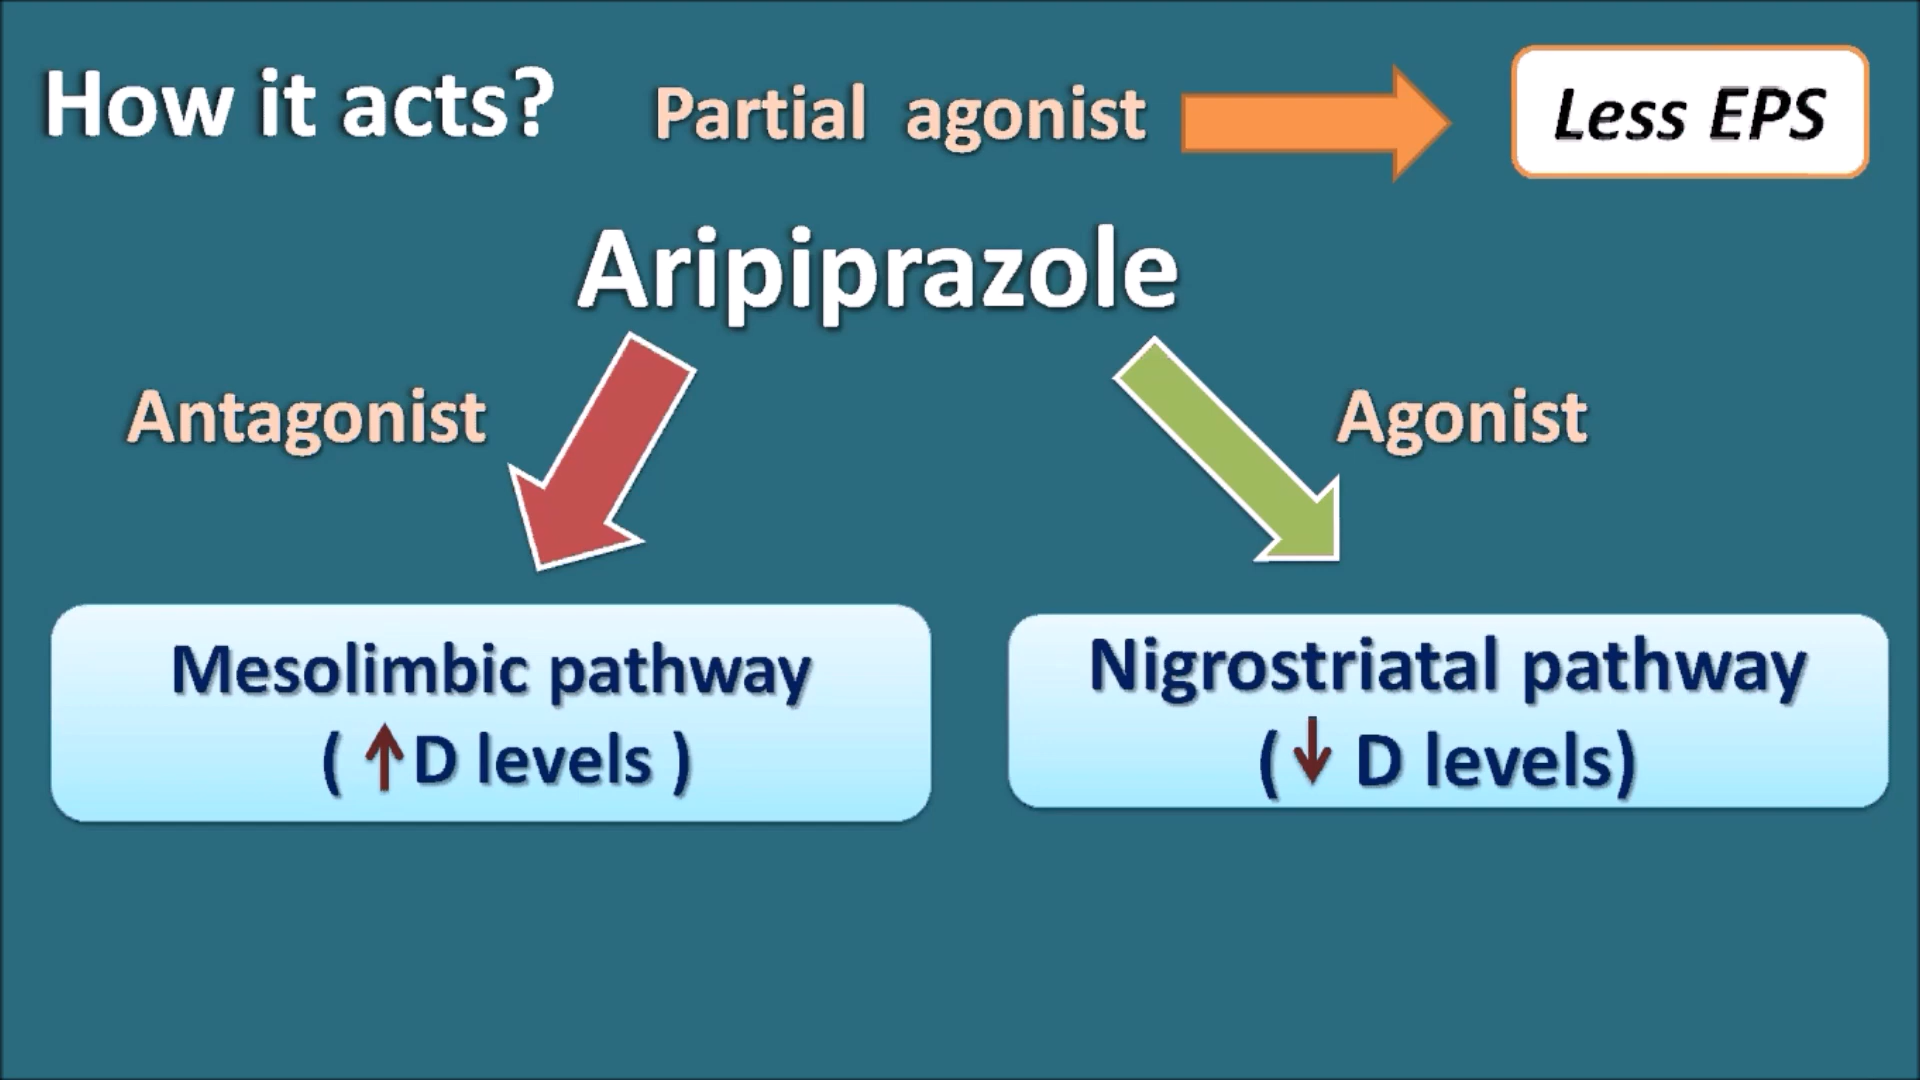 How it acts?
Partial agonist
Less EPS
Aripiprazole
Antagonist
Agonist
Mesolimbic pathway
( ↑ D levels )
Nigrostriatal pathway
( ↓ D levels)